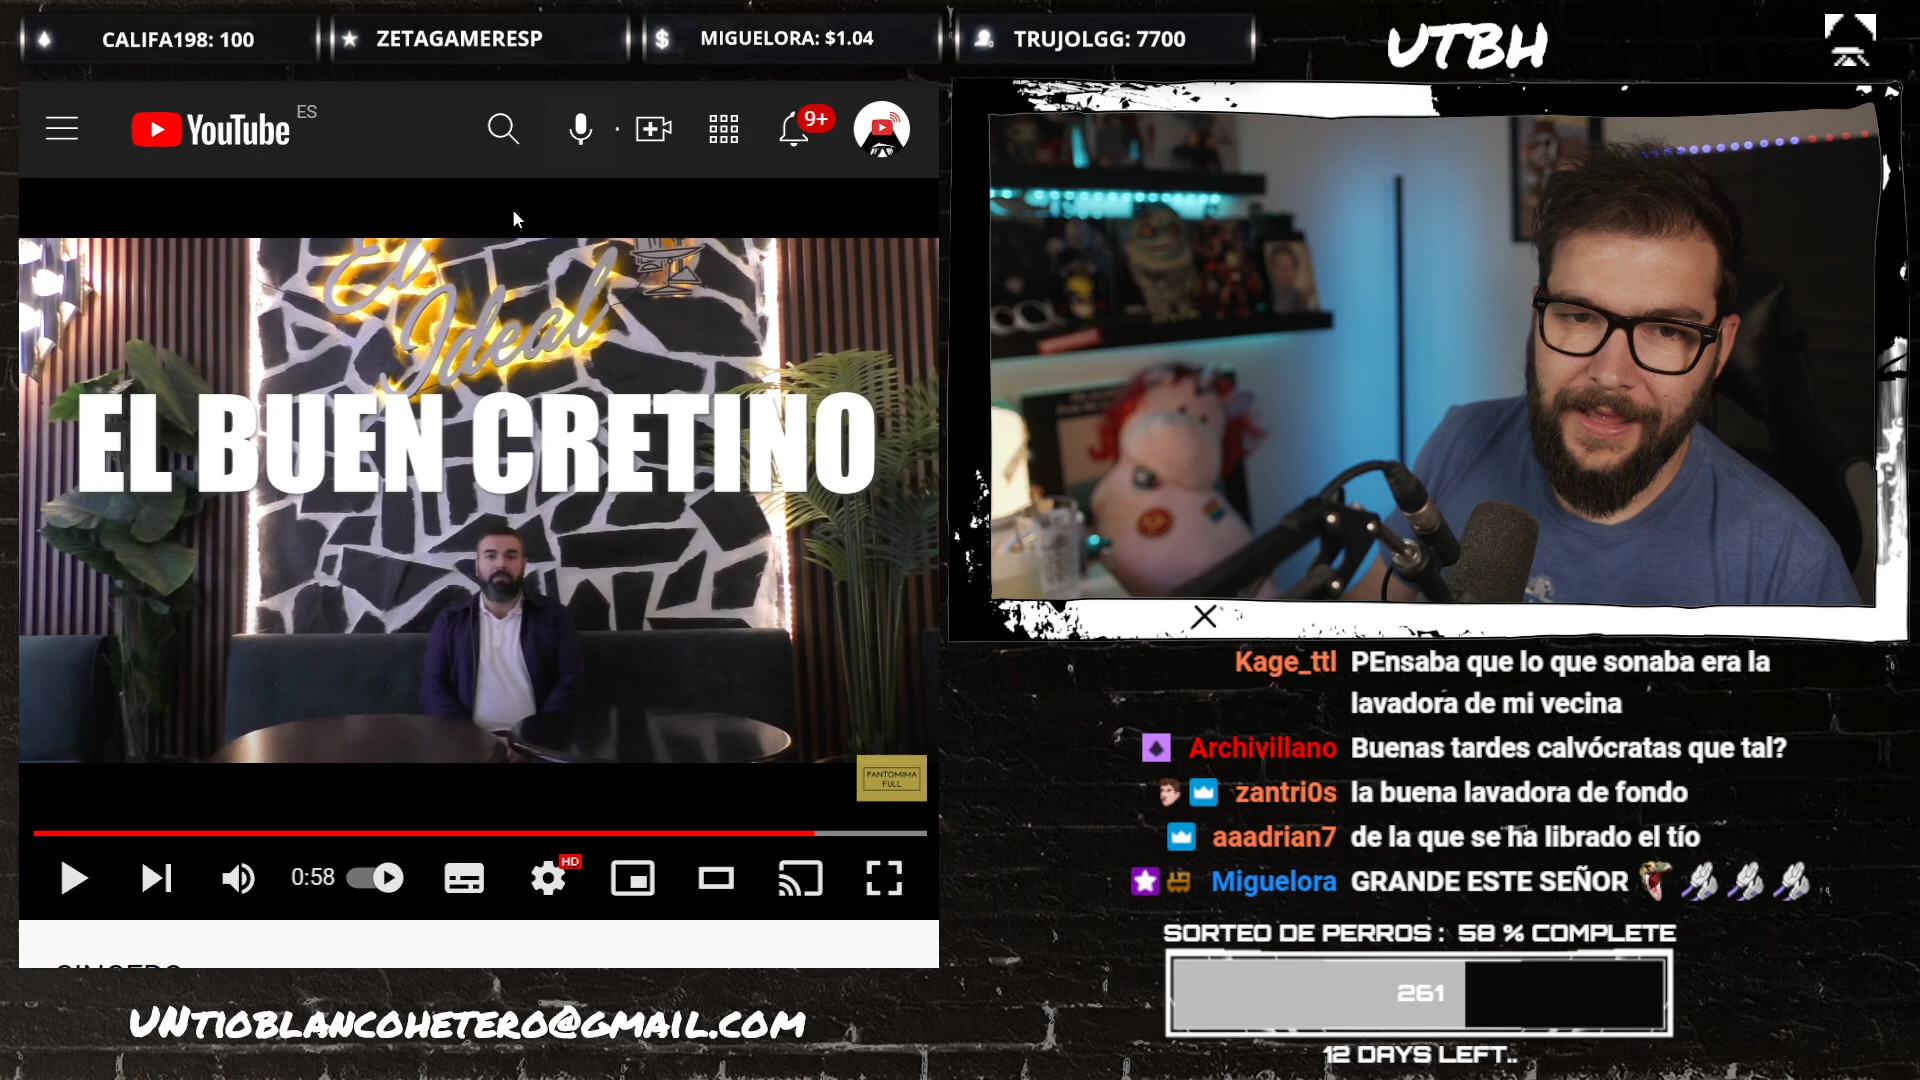 CALIFA198: 100
ZETAGAMERESP
MIGUELORA: $1.04
TRUJOLGG: 7700
UTBH
YouTube ES
9+
El
Ideal
EL BUEN CRETINO
PANTOMIMA
FULL
0:58
HD
SINCERO
UNTIOBLANCOHETERO@GMAIL.COM
Kage_ttl PEnsaba que lo que sonaba era la
lavadora de mi vecina
Archivillano Buenas tardes calvócratas que tal?
zantri0s la buena lavadora de fondo
aaadrian7 de la que se ha librado el tío
Miguelora GRANDE ESTE SEÑOR
SORTEO DE PERROS : 58 % COMPLETE
261
12 DAYS LEFT..